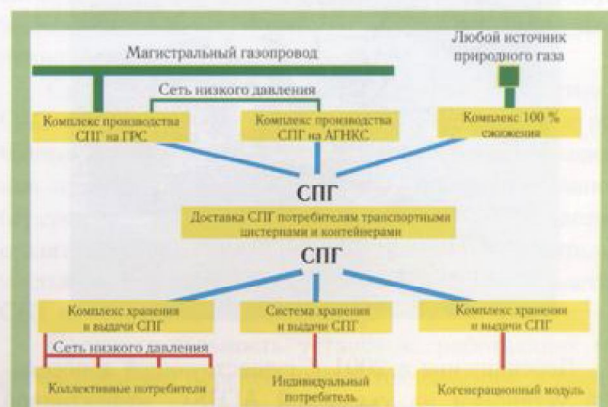 Магистральный газопровод
Любой источник
природного газа
Сеть низкого давления
Комплекс производства
СПГ на ГРС
Комплекс производства
СПГ на АГНКС
Комплекс 100 %
сжижения
СПГ
Доставка СПГ потребителям транспортными
цистернами и контейнерами
СПГ
Комплекс хранения
и выдачи СПГ
Система хранения
и выдачи СПГ
Комплекс хранения
и выдачи СПГ
Сеть низкого давления
Коллективные потребители
Индивидуальный
потребитель
Когенерационный модуль